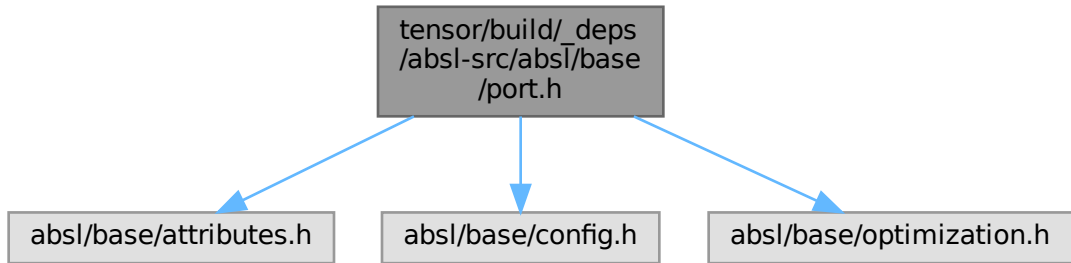 tensor/build/_deps
/absl-src/absl/base
/port.h
absl/base/attributes.h
absl/base/config.h
absl/base/optimization.h